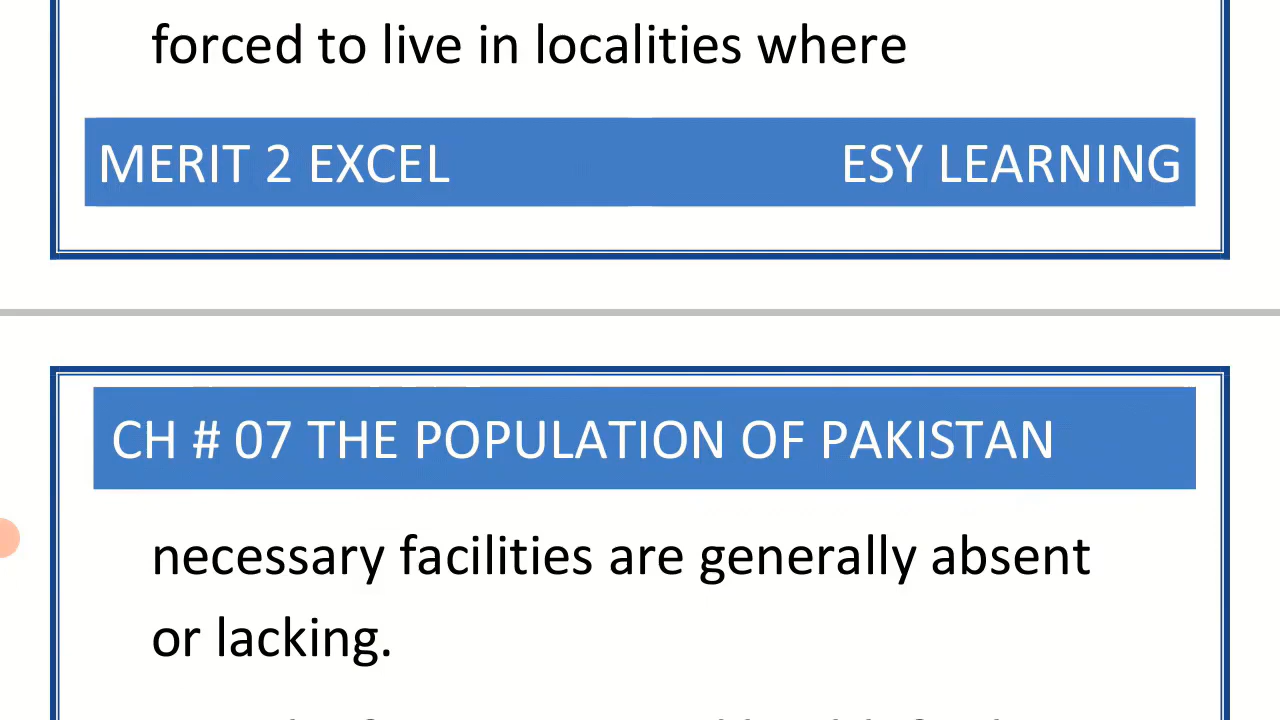 forced to live in localities where
MERIT 2 EXCEL ESY LEARNING
CH # 07 THE POPULATION OF PAKISTAN
necessary facilities are generally absent
or lacking.